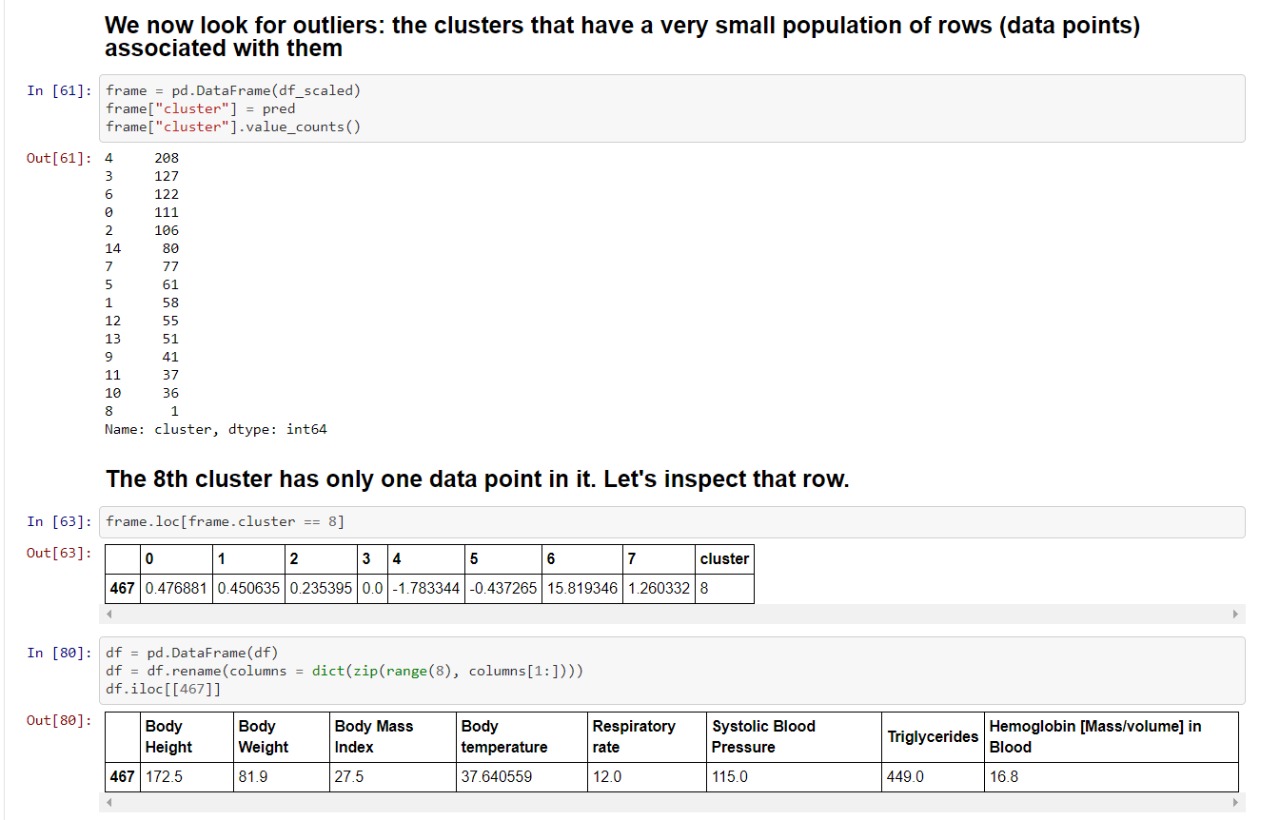 We now look for outliers: the clusters that have a very small population of rows (data points)
associated with them
In [61]: frame = pd.DataFrame(df_scaled)
frame["cluster"] = pred
frame["cluster"].value_counts()
Out[61]: 4 208
3 127
6 122
0 111
2 106
14 80
7 77
5 61
1 58
12 55
13 51
9 41
11 37
10 36
8 1
Name: cluster, dtype: int64
The 8th cluster has only one data point in it. Let's inspect that row.
In [63]: frame.loc[frame.cluster == 8]
Out[63]: 0 1 2 3 4 5 6 7 cluster
467 0.476881 0.450635 0.235395 0.0 -1.783344 -0.437265 15.819346 1.260332 8
In [80]: df = pd.DataFrame(df)
df = df.rename(columns = dict(zip(range(8), columns[1:])))
df.iloc[[467]]
Out[80]: Body Height Body Weight Body Mass Index Body temperature Respiratory rate Systolic Blood Pressure Triglycerides Hemoglobin [Mass/volume] in Blood
467 172.5 81.9 27.5 37.640559 12.0 115.0 449.0 16.8